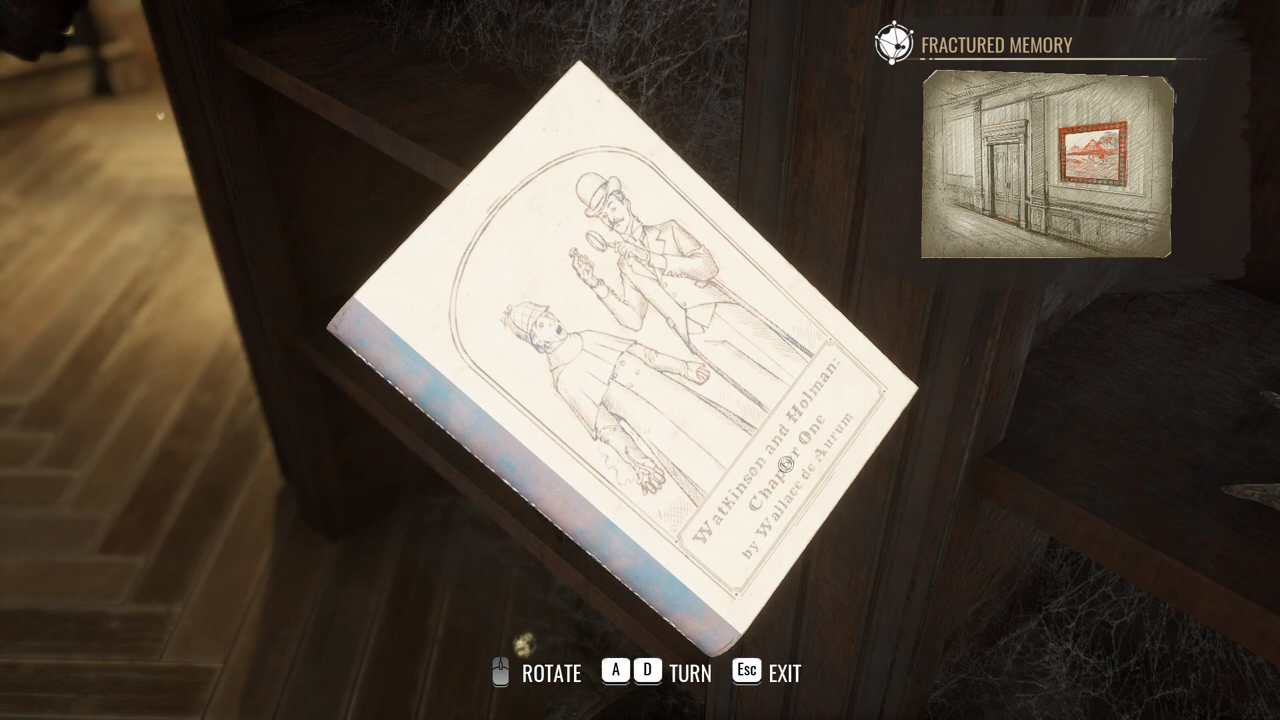 FRACTURED MEMORY
Watkinson and Holman:
Chapter One
by Wallace de Aurum
ROTATE A D TURN Esc EXIT